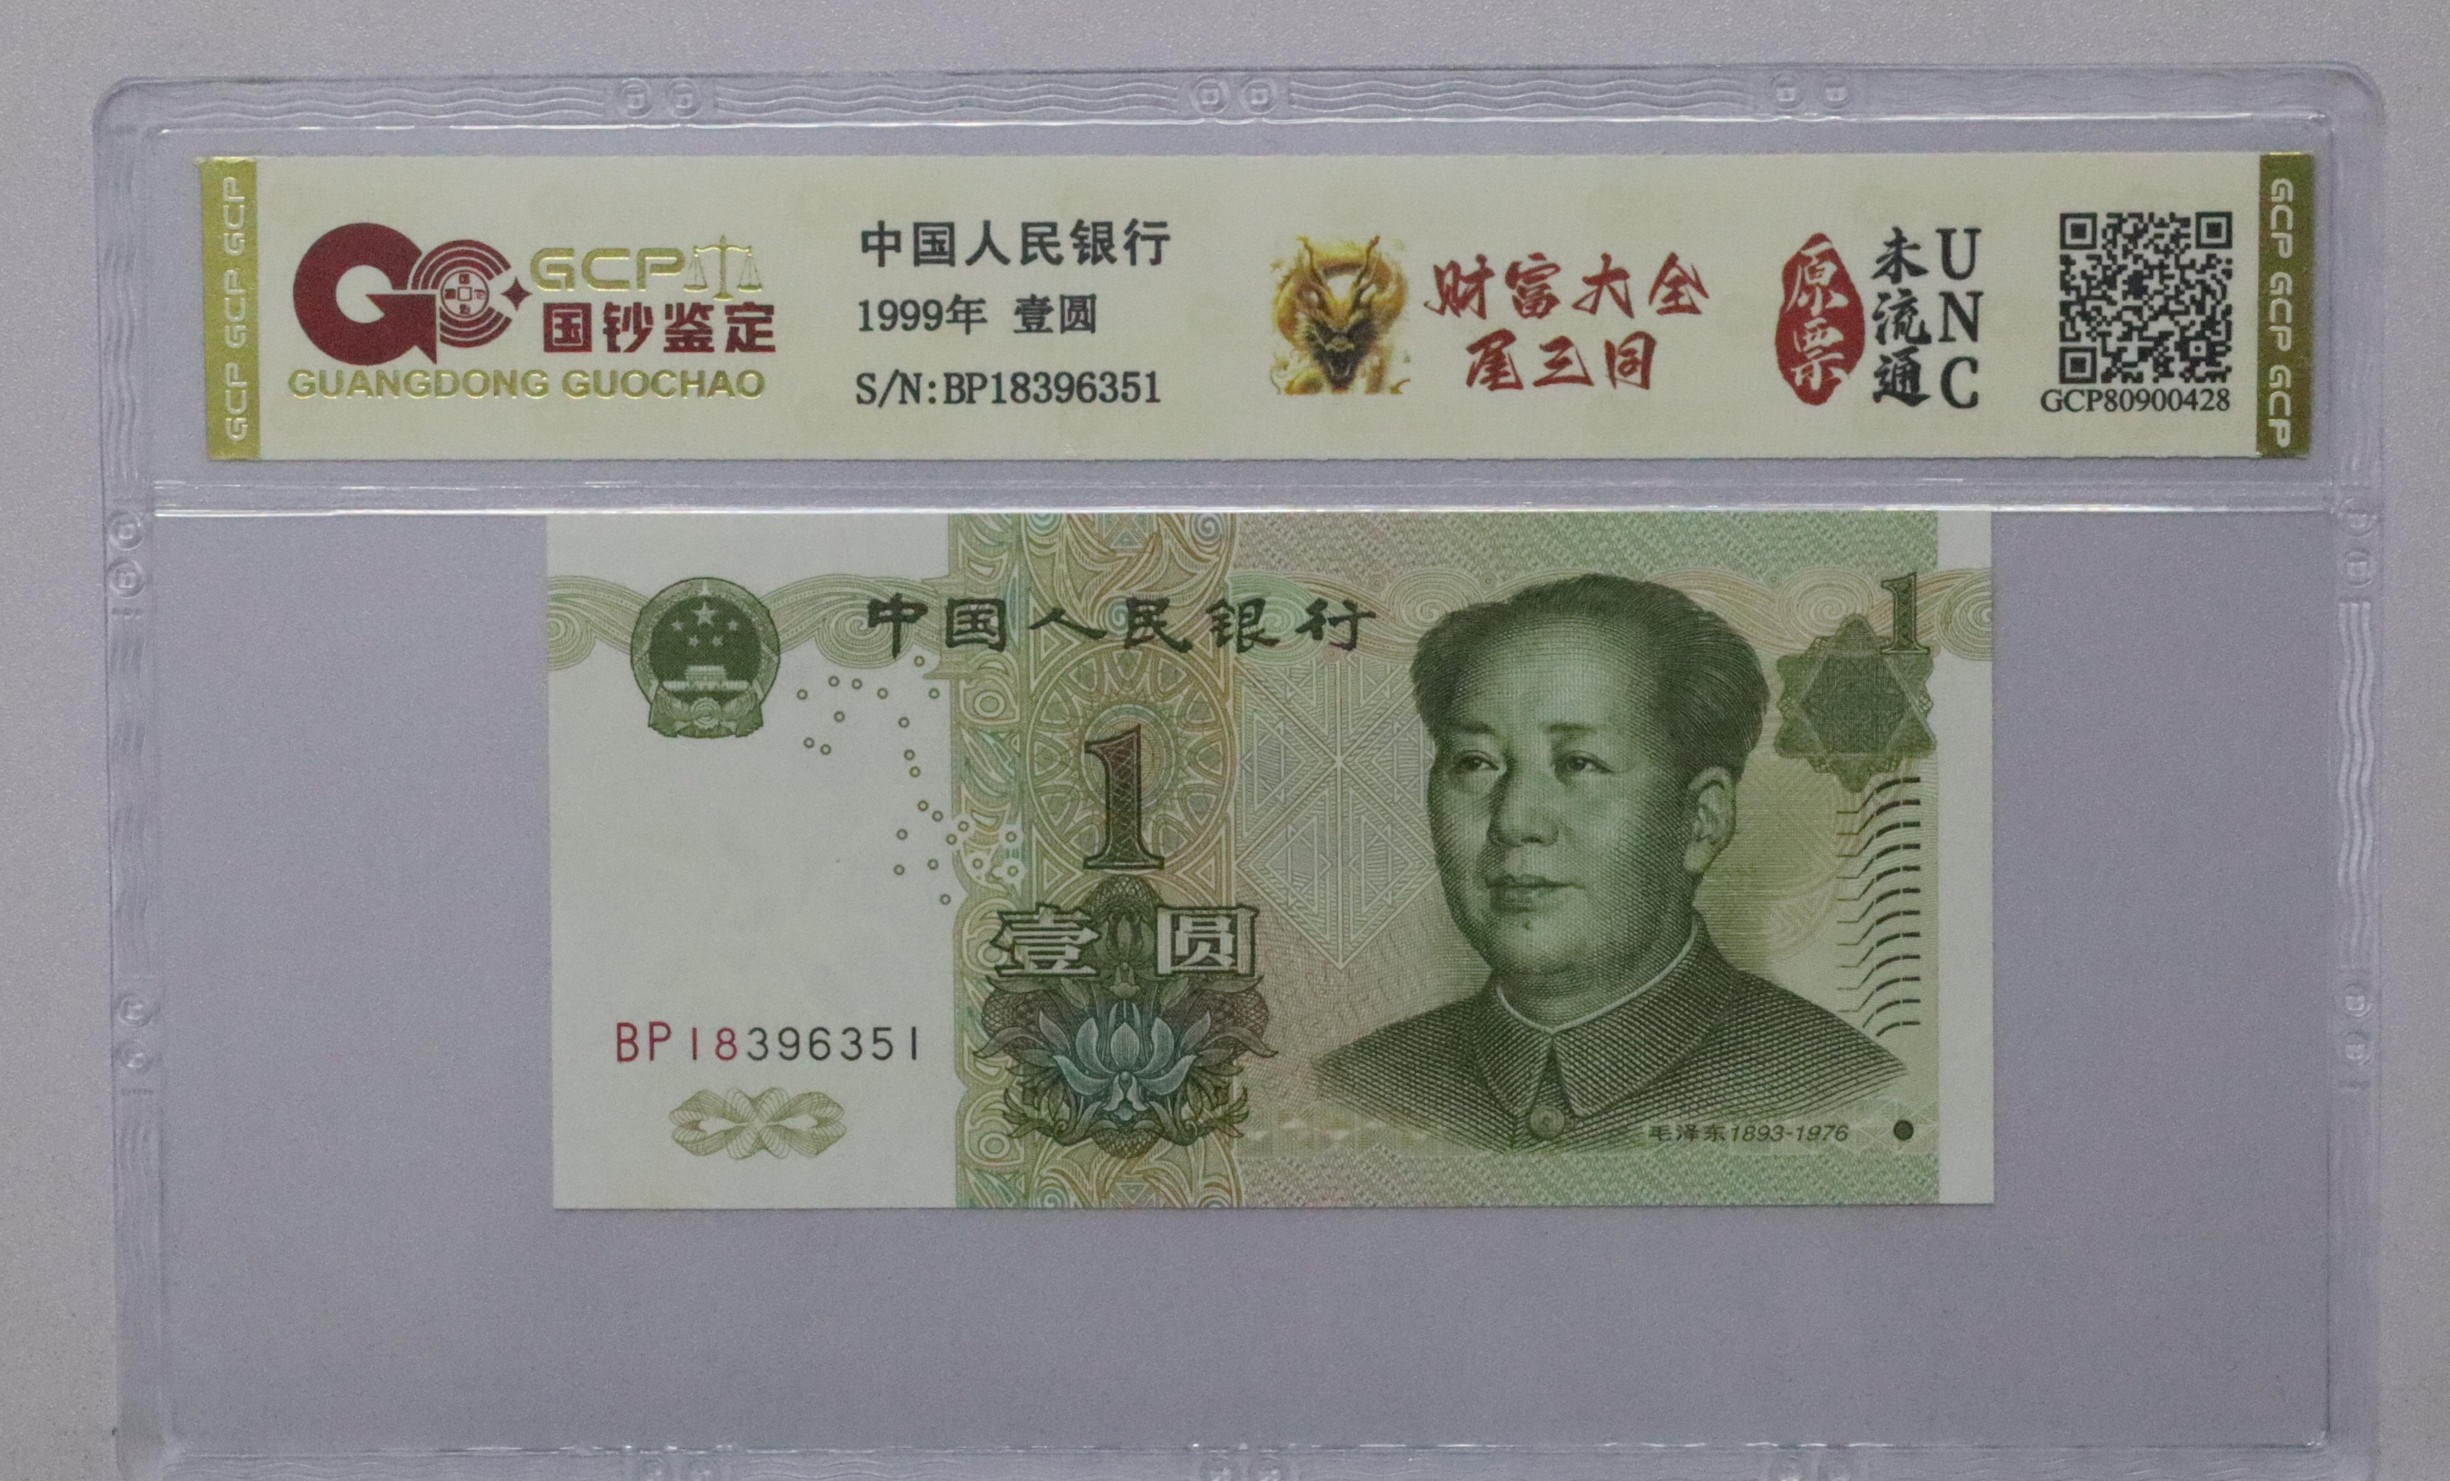 GCP GCP GCP
GCP
国钞鉴定
GUANGDONG GUOCHAO
中国人民银行
1999年 壹圆
S/N:BP18396351
财富大全
尾三同
原票
未流通
UNC
GCP80900428
GCP GCP GCP
中国人民银行
1
1
壹圆
BP18396351
毛泽东1893-1976